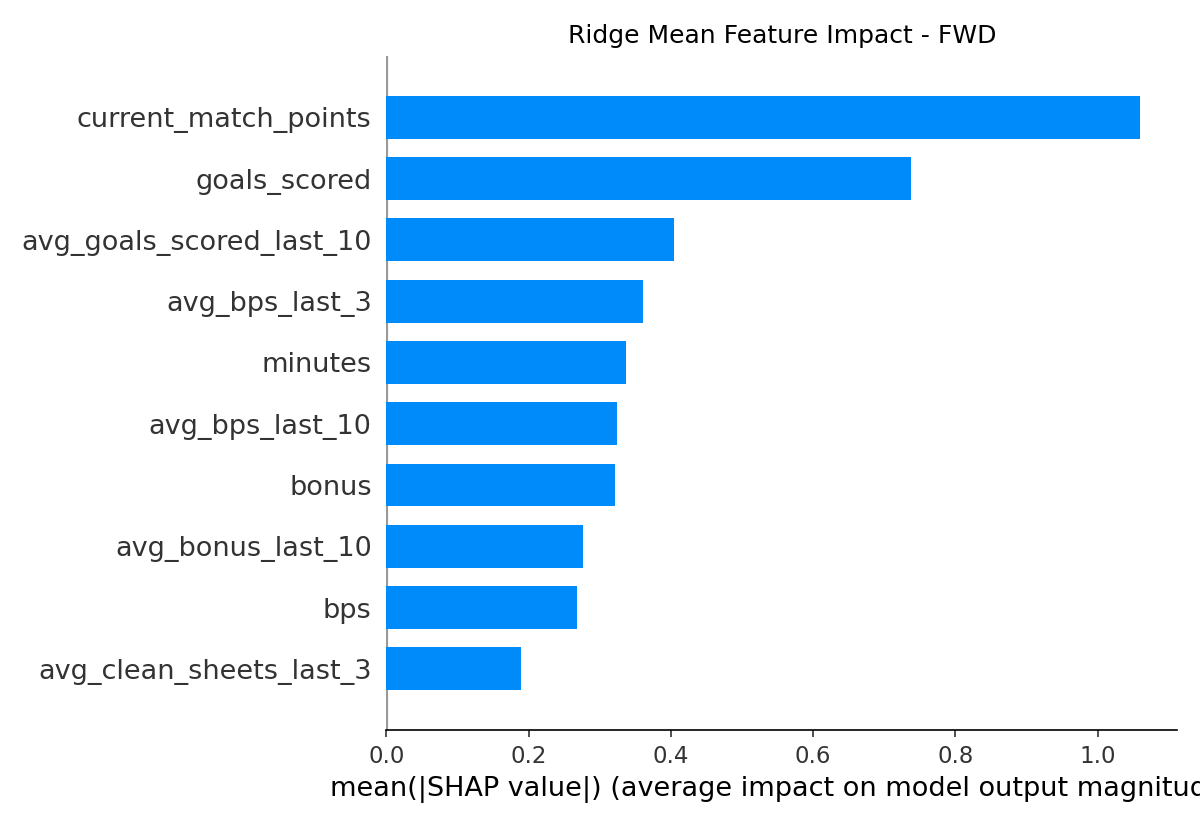 Ridge Mean Feature Impact - FWD
current_match_points
goals_scored
avg_goals_scored_last_10
avg_bps_last_3
minutes
avg_bps_last_10
bonus
avg_bonus_last_10
bps
avg_clean_sheets_last_3
0.0 0.2 0.4 0.6 0.8 1.0
mean(|SHAP value|) (average impact on model output magnitud